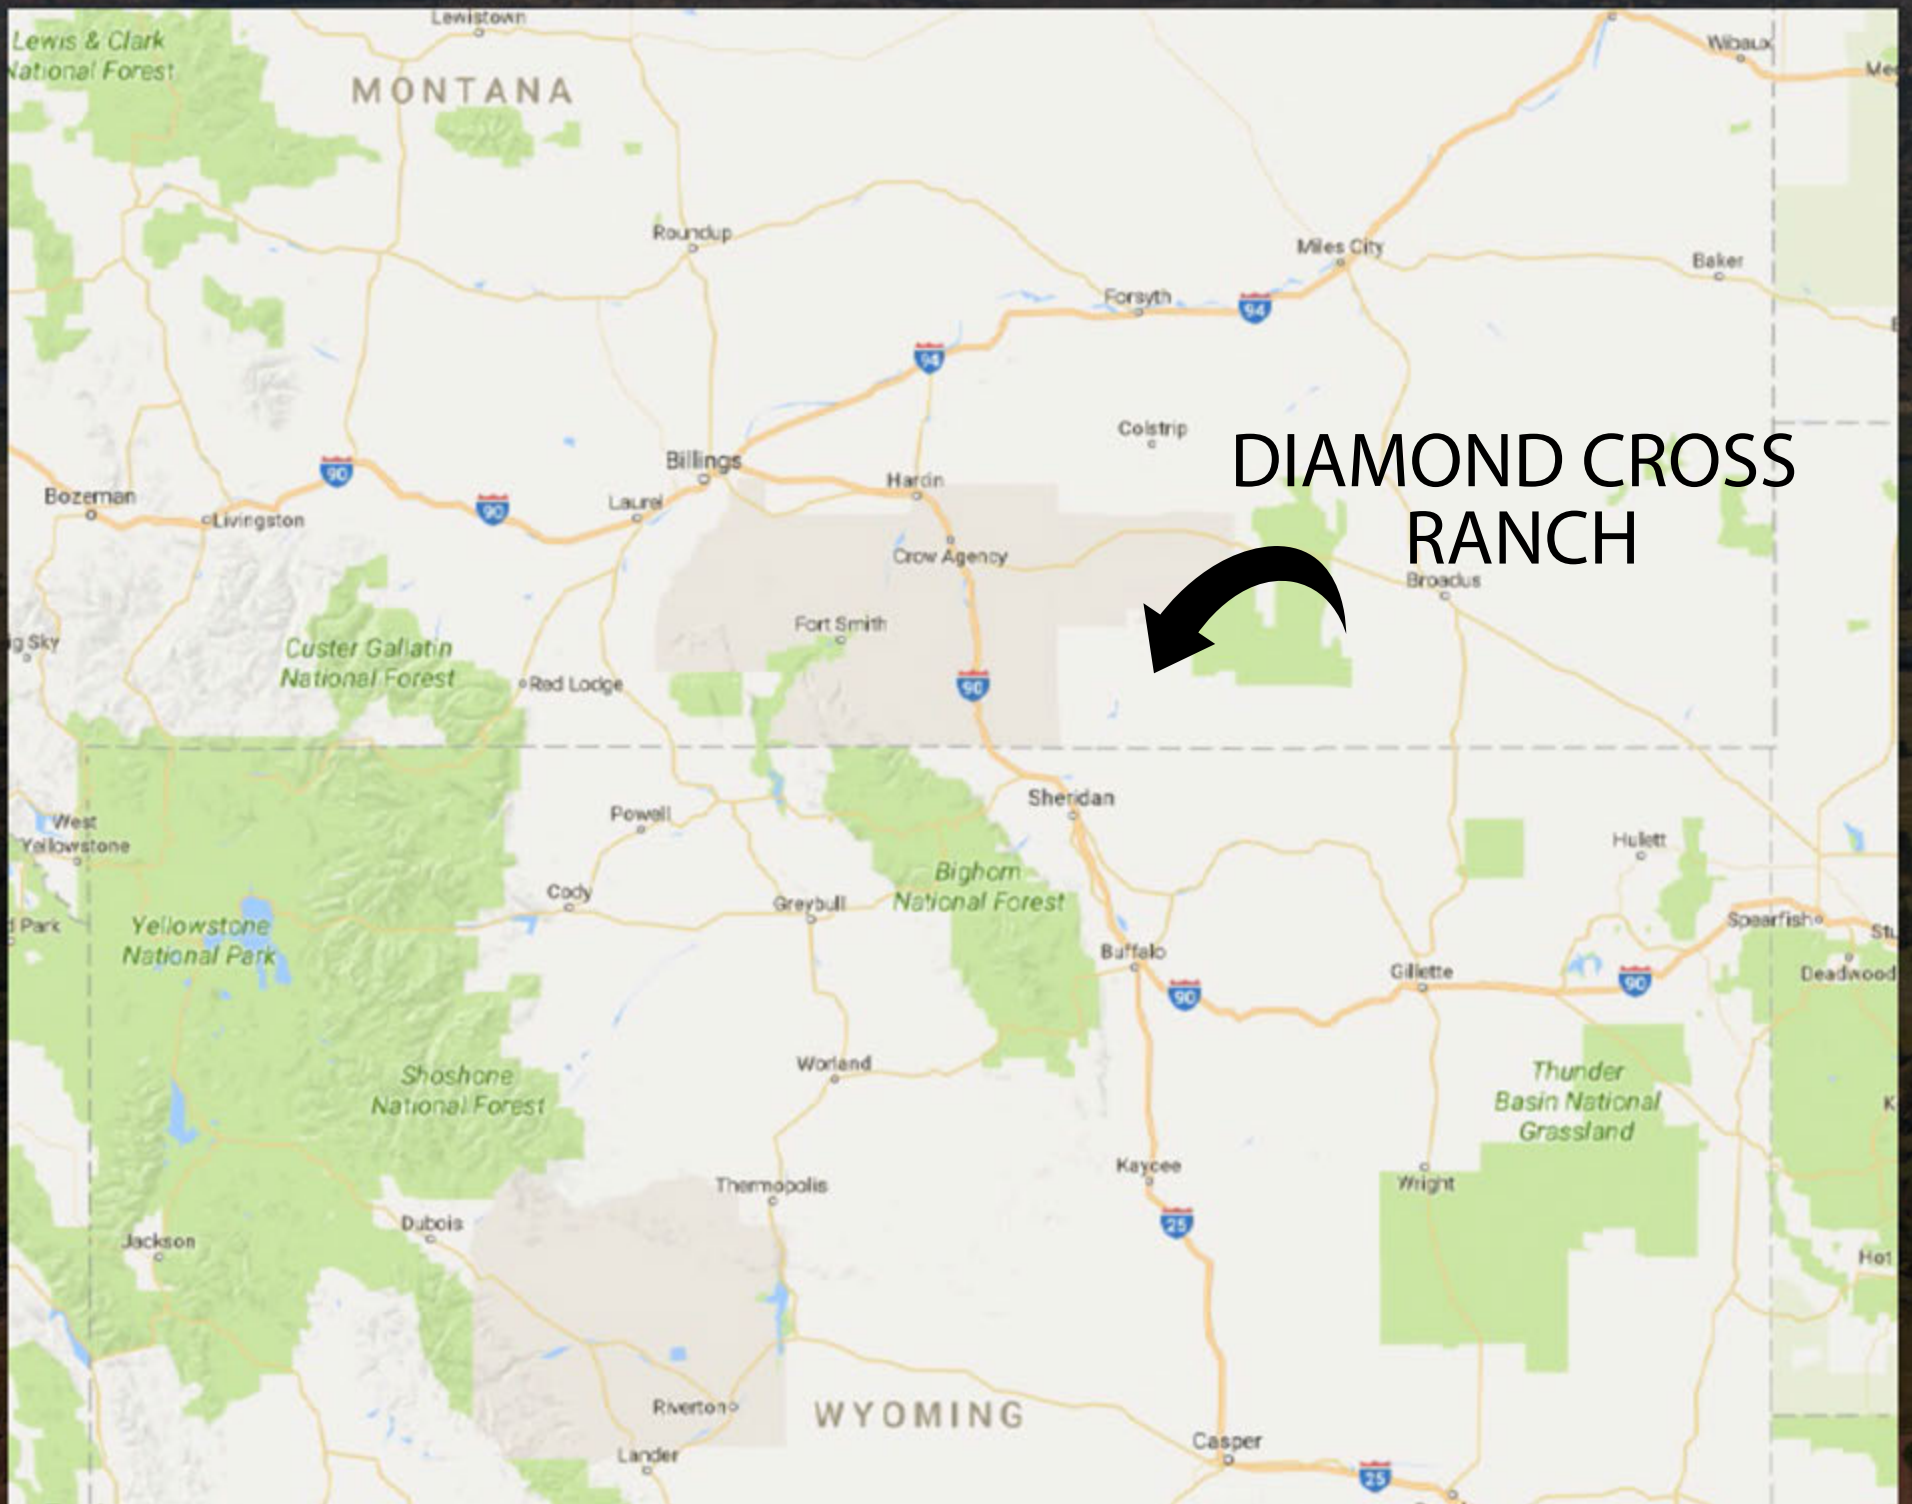 Lewistown
Lewis & Clark
National Forest
MONTANA
Wibaux
Roundup
Miles City
Baker
Forsyth
94
94
Colstrip
DIAMOND CROSS
RANCH
Billings
90
Hardin
Bozeman
Laurel
90
Livingston
Crow Agency
Broadus
Fort Smith
Custer Gallatin
National Forest
Red Lodge
90
Sheridan
Powell
West
Yellowstone
Hulett
Bighorn
National Forest
Cody
Greybull
Yellowstone
National Park
d Park
Spearfish
Buffalo
Gillette
Deadwood
90
90
Worland
Shoshone
National Forest
Thunder
Basin National
Grassland
Kaycee
Wright
Thermopolis
25
Dubois
Jackson
Hot
Riverton
WYOMING
Casper
Lander
25